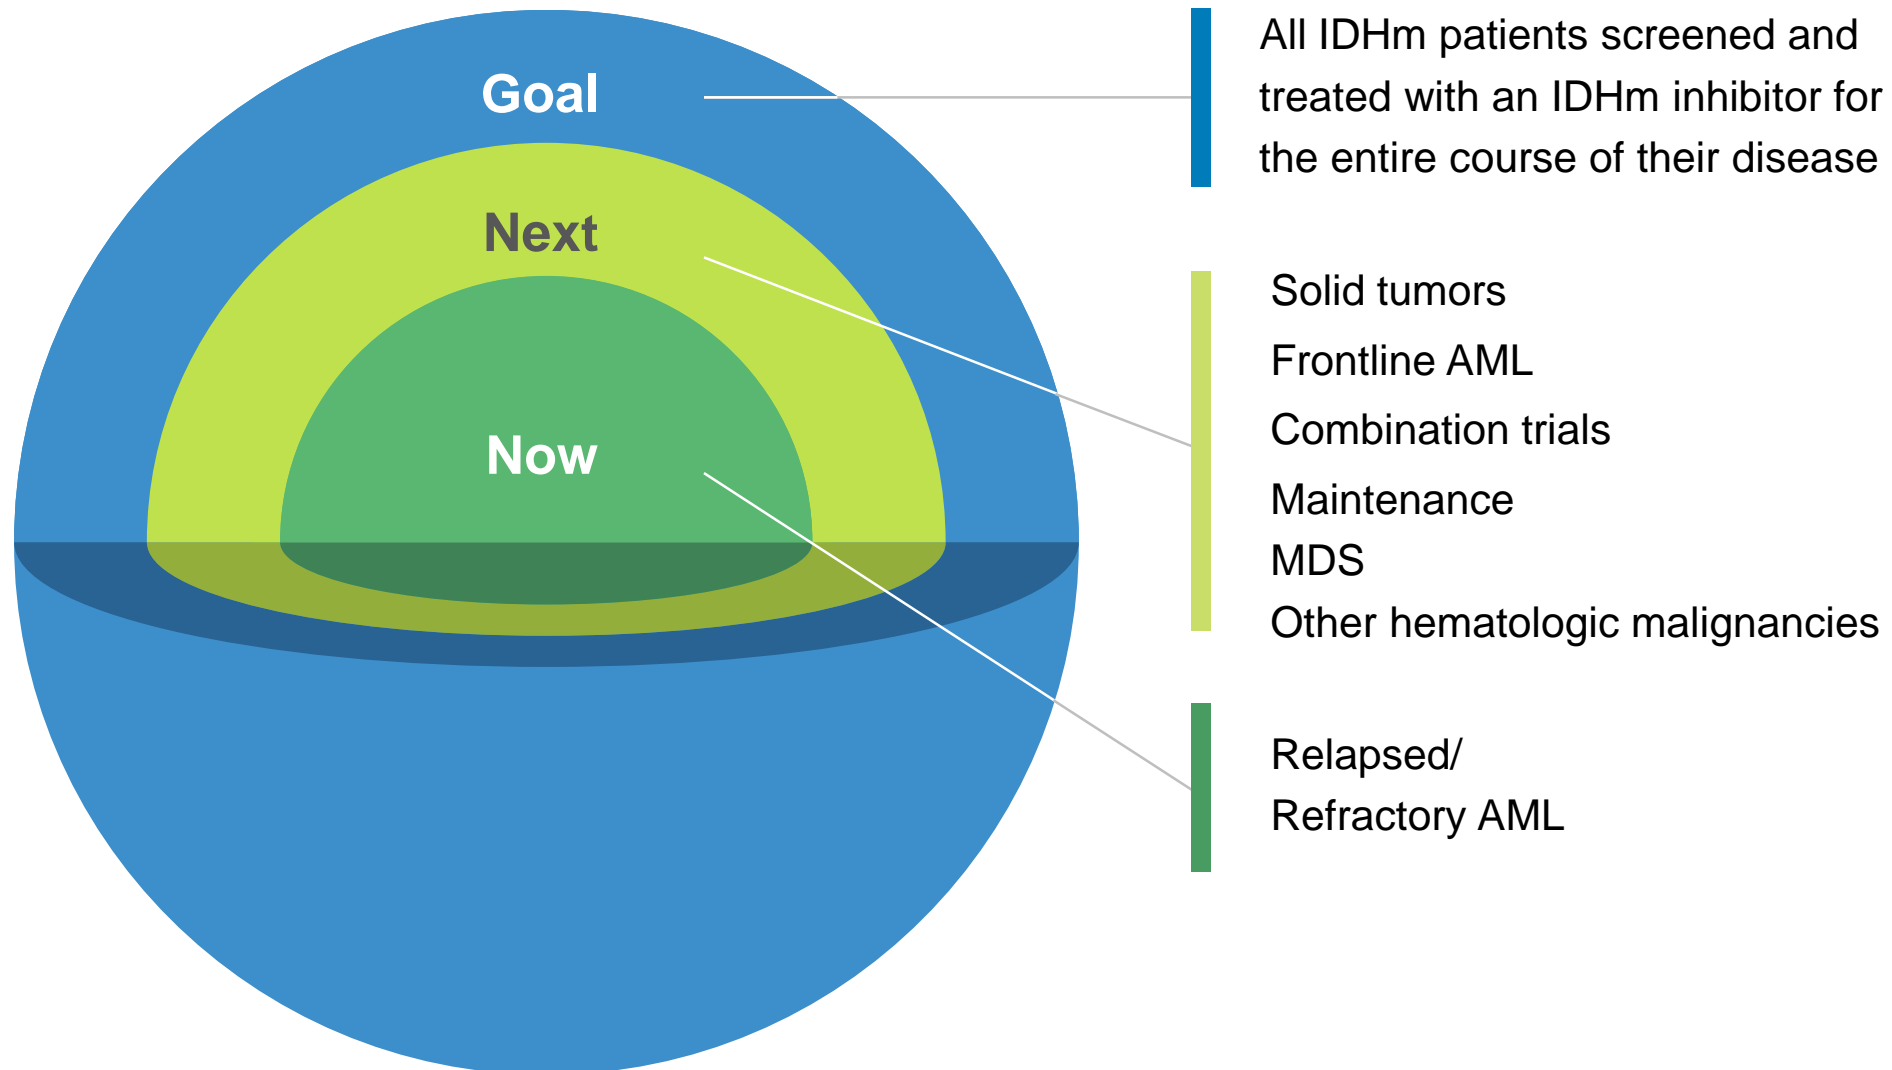 Goal
All IDHm patients screened and
treated with an IDHm inhibitor for
the entire course of their disease
Next
Solid tumors
Frontline AML
Combination trials
Maintenance
MDS
Other hematologic malignancies
Now
Relapsed/
Refractory AML